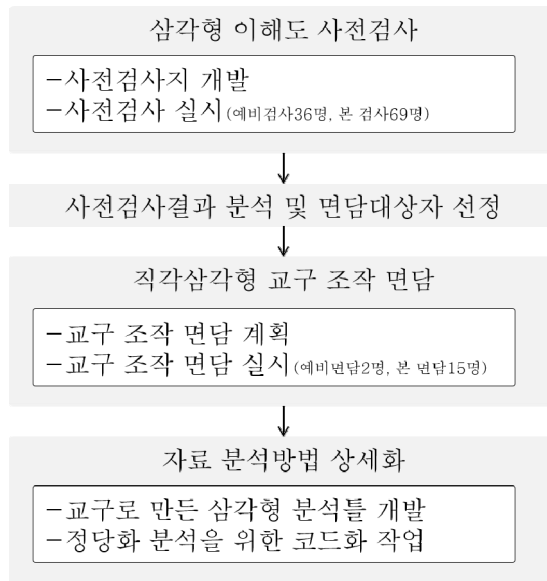 삼각형 이해도 사전검사
-사전검사지 개발
-사전검사 실시(예비검사36명, 본 검사69명)
사전검사결과 분석 및 면담대상자 선정
직각삼각형 교구 조작 면담
-교구 조작 면담 계획
-교구 조작 면담 실시(예비면담2명, 본 면담15명)
자료 분석방법 상세화
-교구로 만든 삼각형 분석틀 개발
-정당화 분석을 위한 코드화 작업